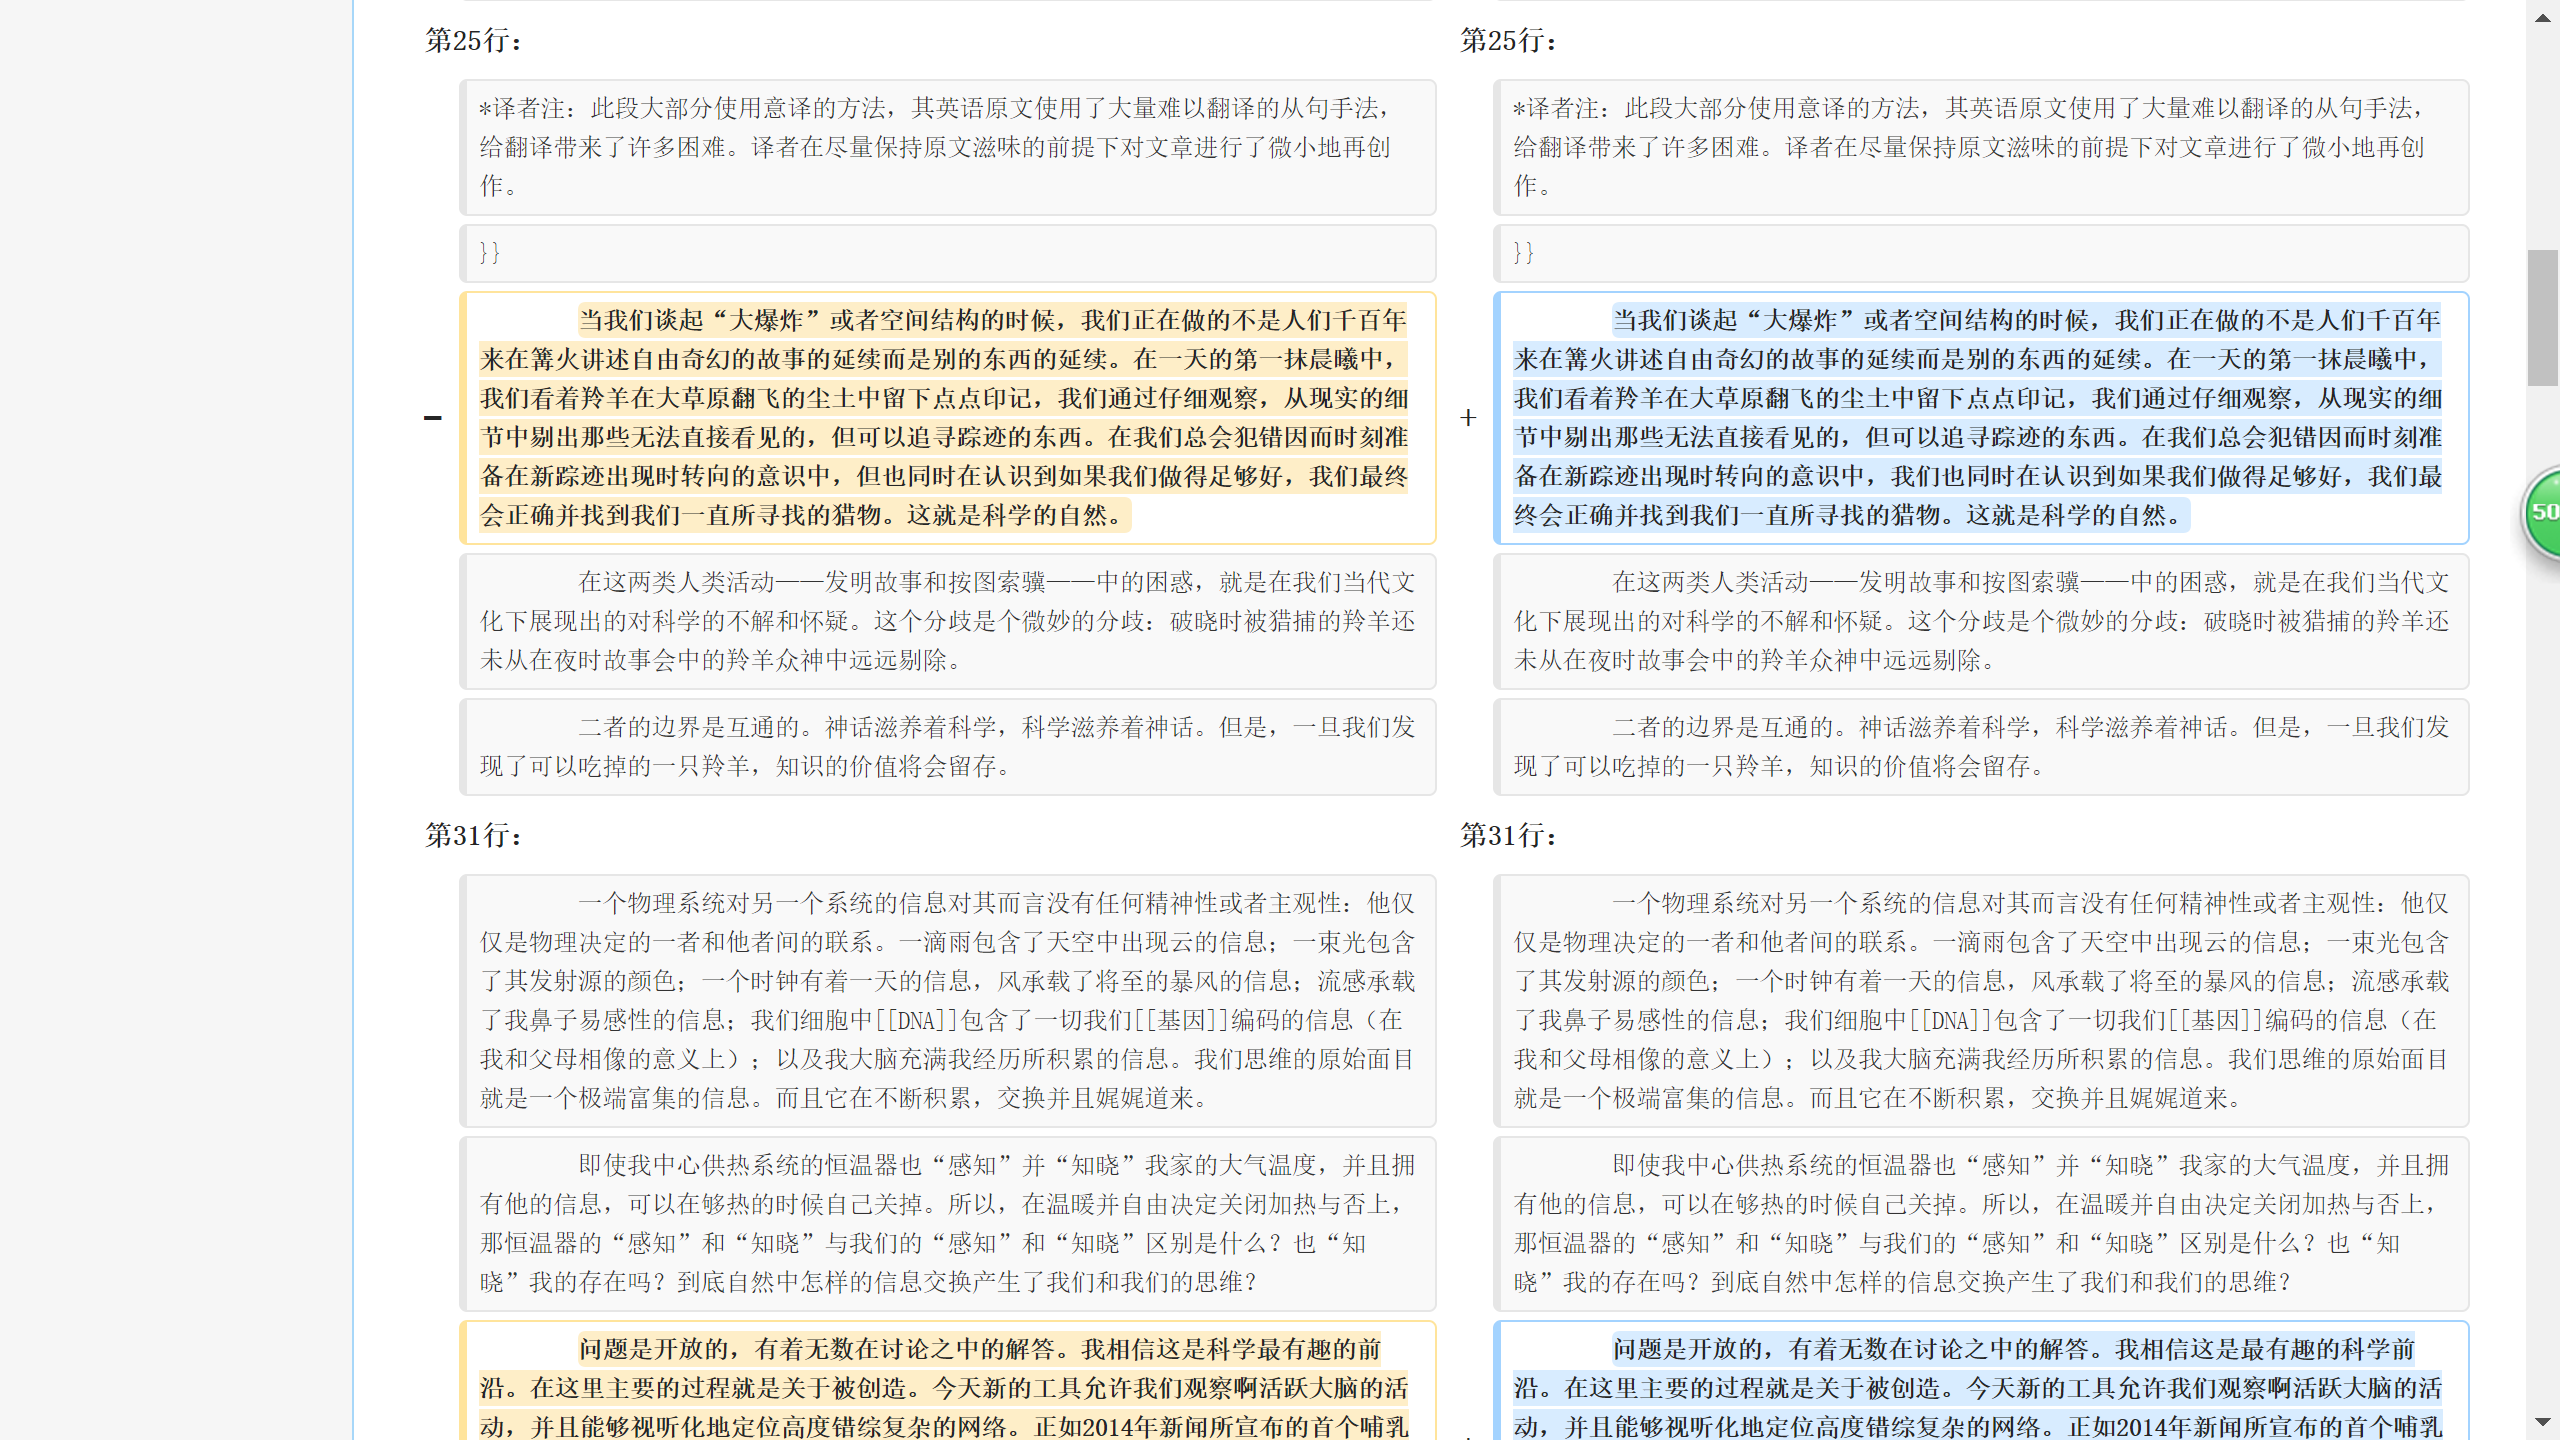 第25行：
*译者注：此段大部分使用意译的方法，其英语原文使用了大量难以翻译的从句手法，
给翻译带来了许多困难。译者在尽量保持原文滋味的前提下对文章进行了微小地再创
作。
}}
−
当我们谈起“大爆炸”或者空间结构的时候，我们正在做的不是人们千百年
来在篝火讲述自由奇幻的故事的延续而是别的东西的延续。在一天的第一抹晨曦中，
我们看着羚羊在大草原翻飞的尘土中留下点点印记，我们通过仔细观察，从现实的细
节中剔出那些无法直接看见的，但可以追寻踪迹的东西。在我们总会犯错因而时刻准
备在新踪迹出现时转向的意识中，但也同时在认识到如果我们做得足够好，我们最终
会正确并找到我们一直所寻找的猎物。这就是科学的自然。
在这两类人类活动——发明故事和按图索骥——中的困惑，就是在我们当代文
化下展现出的对科学的不解和怀疑。这个分歧是个微妙的分歧：破晓时被猎捕的羚羊还
未从在夜时故事会中的羚羊众神中远远剔除。
二者的边界是互通的。神话滋养着科学，科学滋养着神话。但是，一旦我们发
现了可以吃掉的一只羚羊，知识的价值将会留存。
第31行：
一个物理系统对另一个系统的信息对其而言没有任何精神性或者主观性：他仅
仅是物理决定的一者和他者间的联系。一滴雨包含了天空中出现云的信息；一束光包含
了其发射源的颜色；一个时钟有着一天的信息，风承载了将至的暴风的信息；流感承载
了我鼻子易感性的信息；我们细胞中[[DNA]]包含了一切我们[[基因]]编码的信息（在
我和父母相像的意义上）；以及我大脑充满我经历所积累的信息。我们思维的原始面目
就是一个极端富集的信息。而且它在不断积累，交换并且娓娓道来。
即使我中心供热系统的恒温器也“感知”并“知晓”我家的大气温度，并且拥
有他的信息，可以在够热的时候自己关掉。所以，在温暖并自由决定关闭加热与否上，
那恒温器的“感知”和“知晓”与我们的“感知”和“知晓”区别是什么？也“知
晓”我的存在吗？到底自然中怎样的信息交换产生了我们和我们的思维？
问题是开放的，有着无数在讨论之中的解答。我相信这是科学最有趣的前
沿。在这里主要的过程就是关于被创造。今天新的工具允许我们观察啊活跃大脑的活
动，并且能够视听化地定位高度错综复杂的网络。正如2014年新闻所宣布的首个哺乳
第25行：
*译者注：此段大部分使用意译的方法，其英语原文使用了大量难以翻译的从句手法，
给翻译带来了许多困难。译者在尽量保持原文滋味的前提下对文章进行了微小地再创
作。
}}
+
当我们谈起“大爆炸”或者空间结构的时候，我们正在做的不是人们千百年
来在篝火讲述自由奇幻的故事的延续而是别的东西的延续。在一天的第一抹晨曦中，
我们看着羚羊在大草原翻飞的尘土中留下点点印记，我们通过仔细观察，从现实的细
节中剔出那些无法直接看见的，但可以追寻踪迹的东西。在我们总会犯错因而时刻准
备在新踪迹出现时转向的意识中，我们也同时在认识到如果我们做得足够好，我们最
终会正确并找到我们一直所寻找的猎物。这就是科学的自然。
在这两类人类活动——发明故事和按图索骥——中的困惑，就是在我们当代文
化下展现出的对科学的不解和怀疑。这个分歧是个微妙的分歧：破晓时被猎捕的羚羊还
未从在夜时故事会中的羚羊众神中远远剔除。
二者的边界是互通的。神话滋养着科学，科学滋养着神话。但是，一旦我们发
现了可以吃掉的一只羚羊，知识的价值将会留存。
第31行：
一个物理系统对另一个系统的信息对其而言没有任何精神性或者主观性：他仅
仅是物理决定的一者和他者间的联系。一滴雨包含了天空中出现云的信息；一束光包含
了其发射源的颜色；一个时钟有着一天的信息，风承载了将至的暴风的信息；流感承载
了我鼻子易感性的信息；我们细胞中[[DNA]]包含了一切我们[[基因]]编码的信息（在
我和父母相像的意义上）；以及我大脑充满我经历所积累的信息。我们思维的原始面目
就是一个极端富集的信息。而且它在不断积累，交换并且娓娓道来。
即使我中心供热系统的恒温器也“感知”并“知晓”我家的大气温度，并且拥
有他的信息，可以在够热的时候自己关掉。所以，在温暖并自由决定关闭加热与否上，
那恒温器的“感知”和“知晓”与我们的“感知”和“知晓”区别是什么？也“知
晓”我的存在吗？到底自然中怎样的信息交换产生了我们和我们的思维？
问题是开放的，有着无数在讨论之中的解答。我相信这是最有趣的科学前
沿。在这里主要的过程就是关于被创造。今天新的工具允许我们观察啊活跃大脑的活
动，并且能够视听化地定位高度错综复杂的网络。正如2014年新闻所宣布的首个哺乳
50